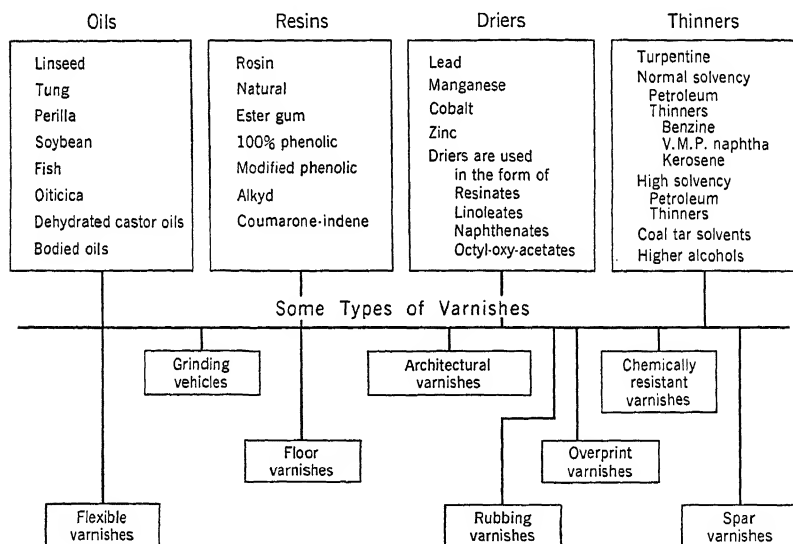 Oils
Linseed
Tung
Perilla
Soybean
Fish
Oiticica
Dehydrated castor oils
Bodied oils
Resins
Rosin
Natural
Ester gum
100% phenolic
Modified phenolic
Alkyd
Coumarone-indene
Driers
Lead
Manganese
Cobalt
Zinc
Driers are used
in the form of
Resinates
Linoleates
Naphthenates
Octyl-oxy-acetates
Thinners
Turpentine
Normal solvency
Petroleum
Thinners
Benzine
V.M.P. naphtha
Kerosene
High solvency
Petroleum
Thinners
Coal tar solvents
Higher alcohols
Some Types of Varnishes
Grinding
vehicles
Architectural
varnishes
Chemically
resistant
varnishes
Floor
varnishes
Overprint
varnishes
Flexible
varnishes
Rubbing
varnishes
Spar
varnishes